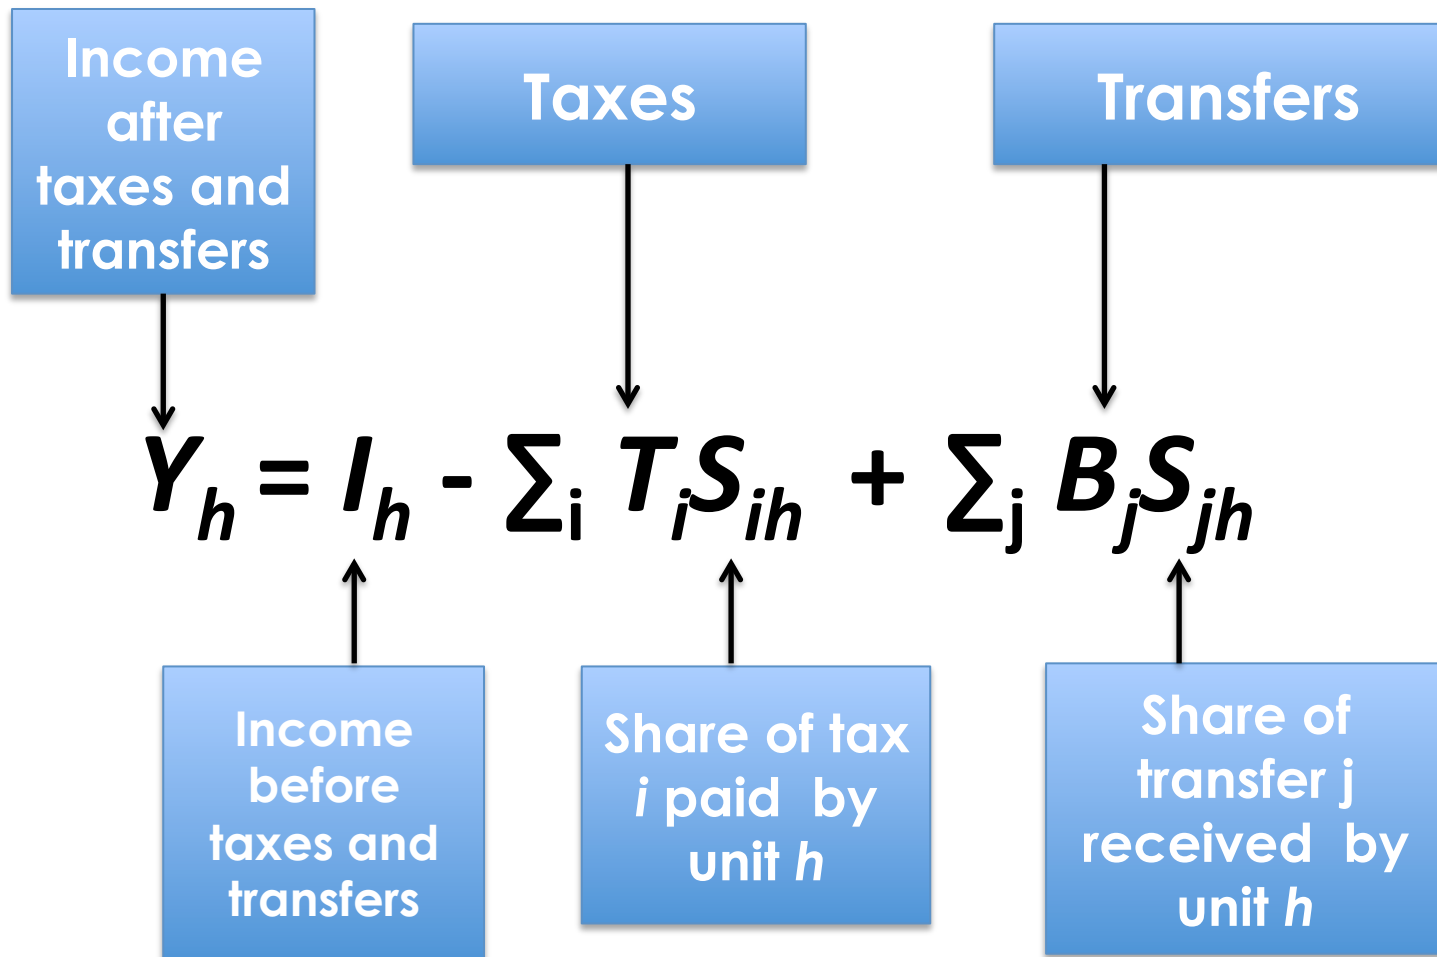 Income
after
taxes and
transfers
Taxes
Transfers
Yₕ = Iₕ - ∑ᵢ TᵢSᵢₕ + ∑ⱼ BⱼSⱼₕ
Income
before
taxes and
transfers
Share of tax
i paid by
unit h
Share of
transfer j
received by
unit h